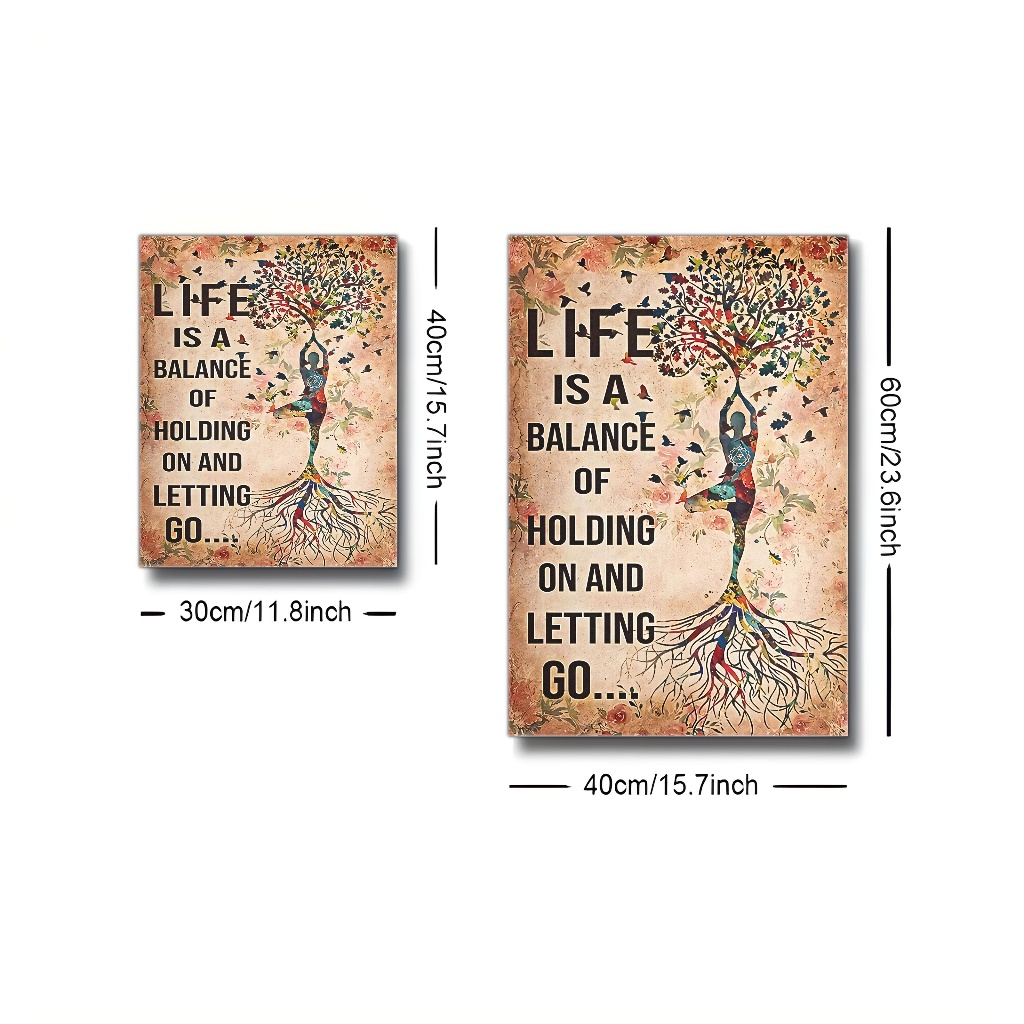 LIFE
IS A
BALANCE
OF
HOLDING
ON AND
LETTING
GO....
40cm/15.7inch
30cm/11.8inch
LIFE
IS A
BALANCE
OF
HOLDING
ON AND
LETTING
GO....
60cm/23.6inch
40cm/15.7inch